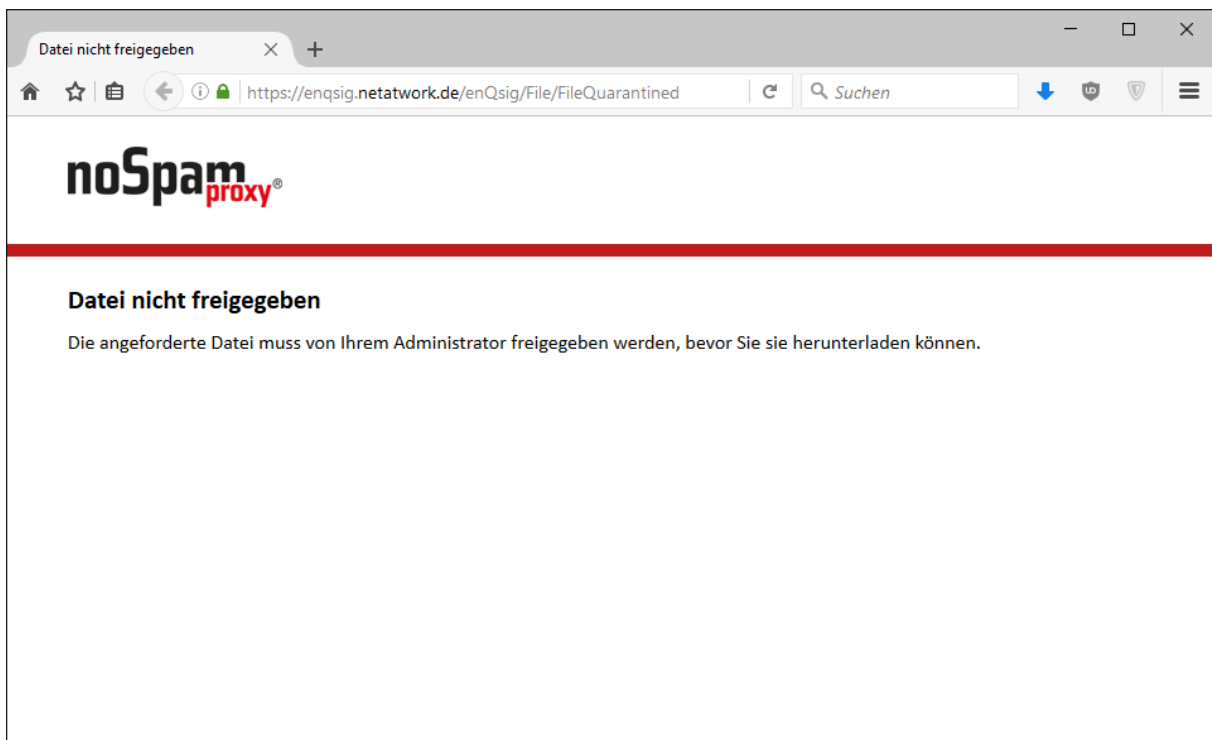 Datei nicht freigegeben
https://enqsig.netatwork.de/enQsig/File/FileQuarantined
Suchen
noSpam
proxy®
Datei nicht freigegeben
Die angeforderte Datei muss von Ihrem Administrator freigegeben werden, bevor Sie sie herunterladen können.